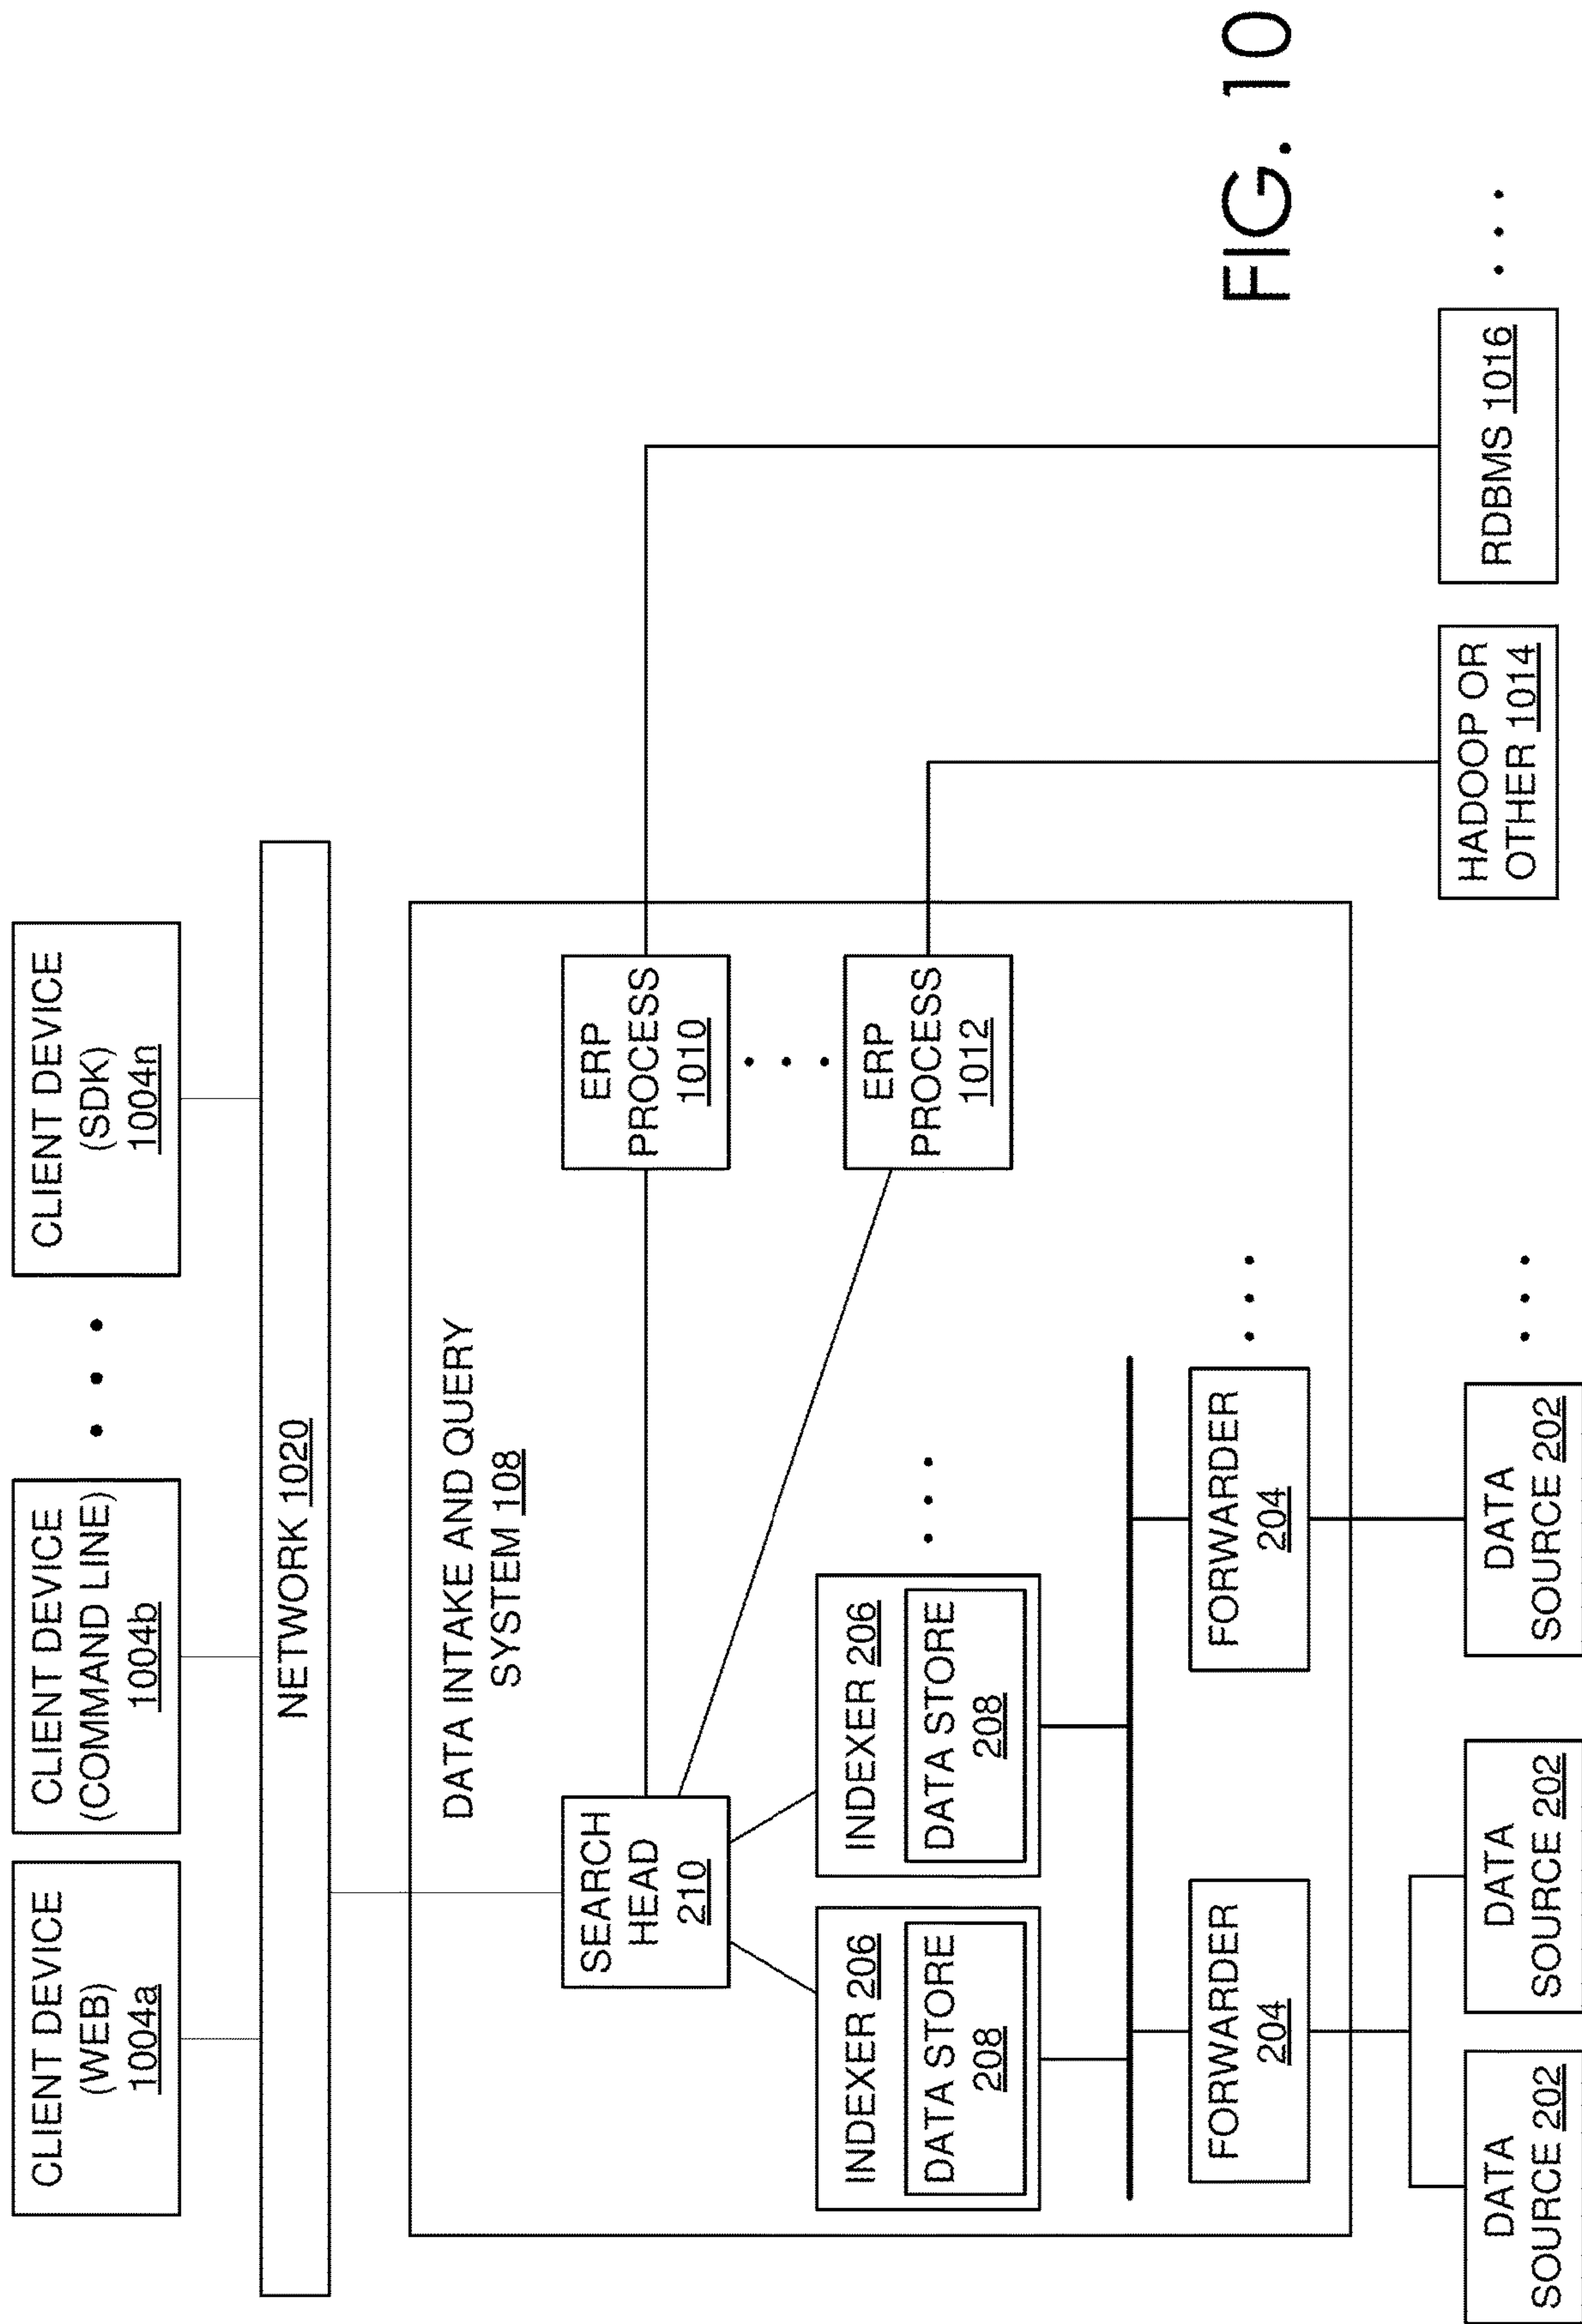 CLIENT DEVICE
(WEB)
1004a
CLIENT DEVICE
(COMMAND LINE)
1004b
CLIENT DEVICE
(SDK)
1004n
NETWORK 1020
DATA INTAKE AND QUERY
SYSTEM 108
SEARCH
HEAD
210
ERP
PROCESS
1010
INDEXER 206
DATA STORE
208
INDEXER 206
DATA STORE
208
ERP
PROCESS
1012
FORWARDER
204
FORWARDER
204
DATA
SOURCE 202
DATA
SOURCE 202
DATA
SOURCE 202
HADOOP OR
OTHER 1014
RDBMS 1016
FIG. 10